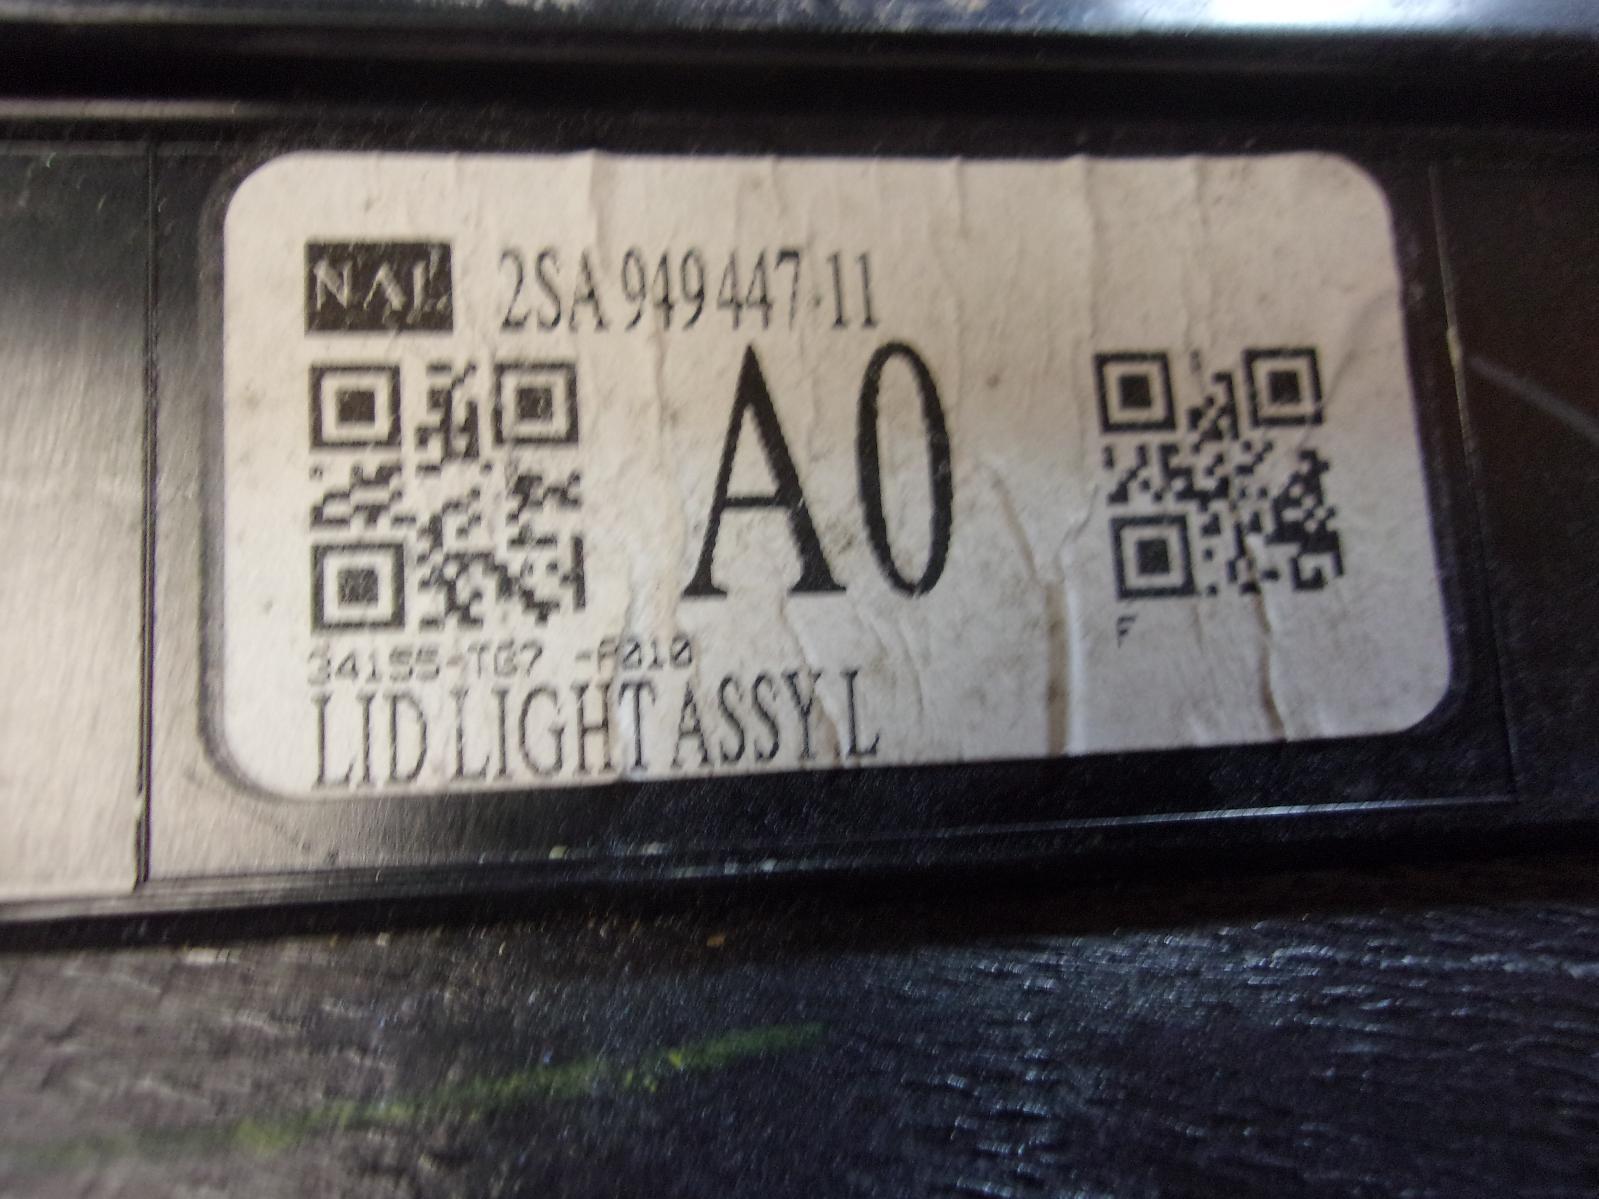 NAL 2SA 949 447-11
A0
34155-TG7 -A010
F
LID LIGHT ASSY,L